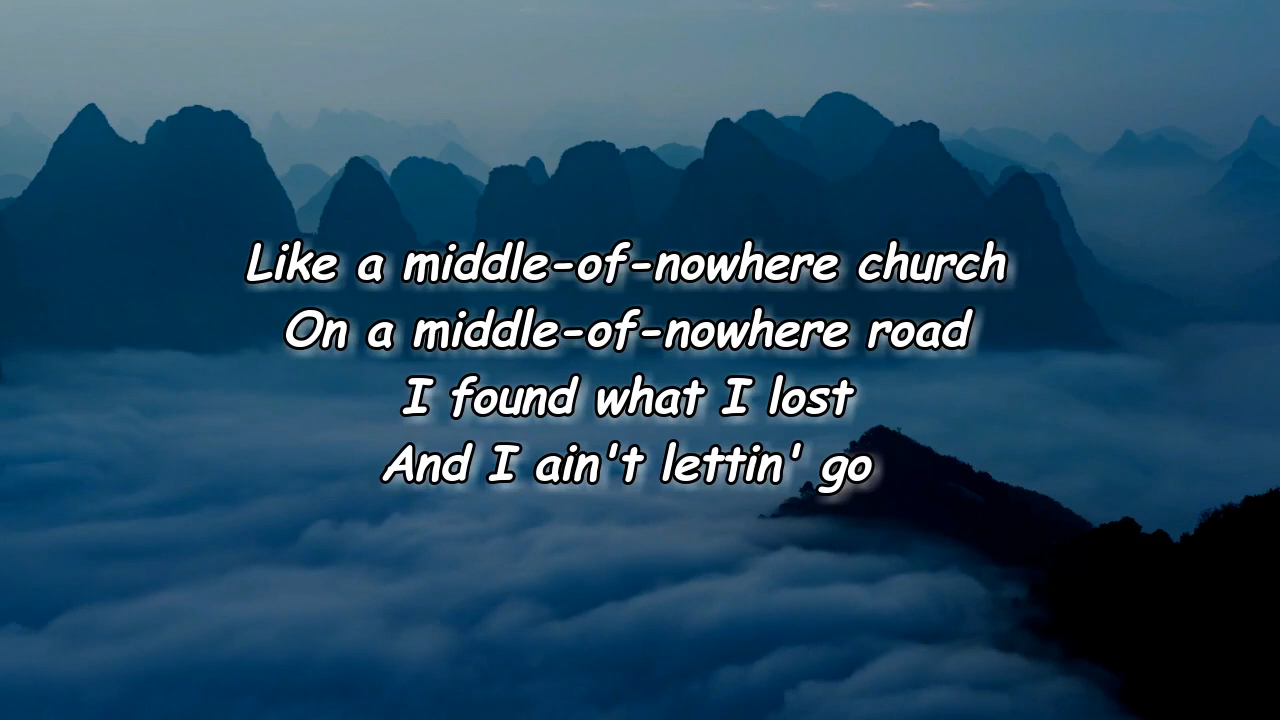 Like a middle-of-nowhere church
On a middle-of-nowhere road
I found what I lost
And I ain't lettin' go